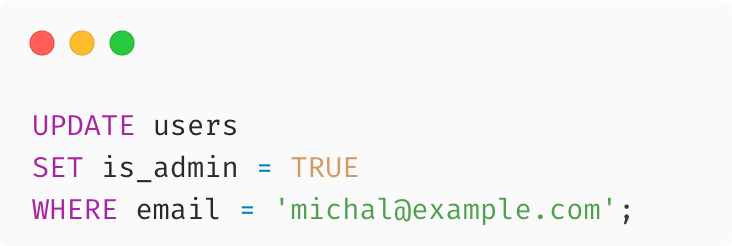 UPDATE users
SET is_admin = TRUE
WHERE email = 'michal@example.com';